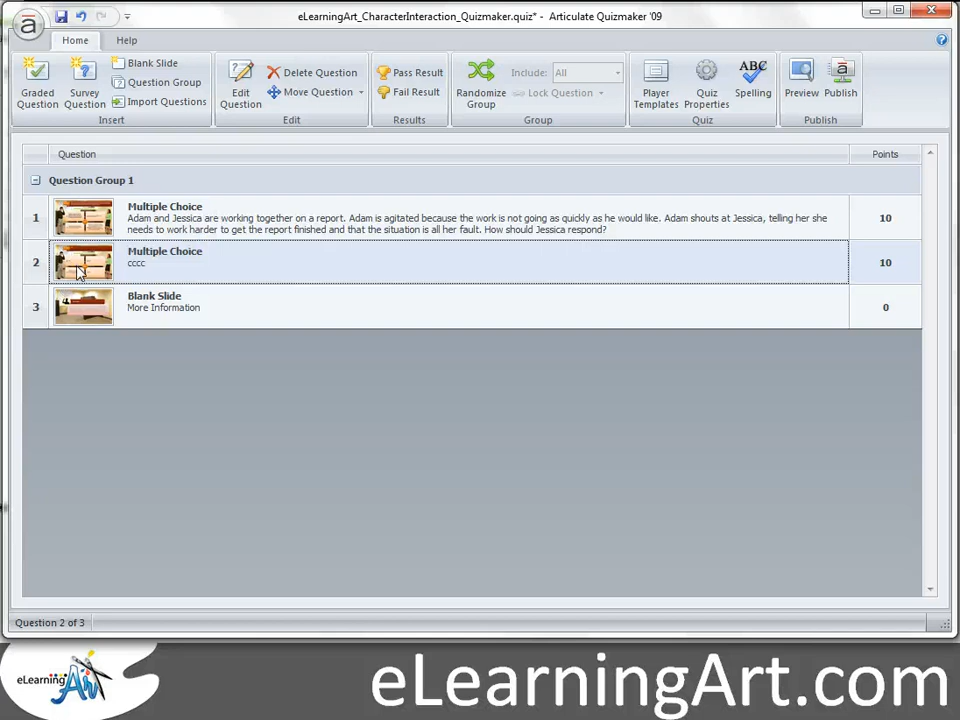 eLearningArt_CharacterInteraction_Quizmaker.quiz* - Articulate Quizmaker '09
Home
Help
Graded Question
Survey Question
Blank Slide
Question Group
Import Questions
Insert
Edit Question
Delete Question
Move Question
Edit
Pass Result
Fail Result
Results
Randomize Group
Include: All
Lock Question
Group
Player Templates
Quiz Properties
ABC
Spelling
Quiz
Preview
Publish
Publish
Question
Points
Question Group 1
1
Multiple Choice
Adam and Jessica are working together on a report. Adam is agitated because the work is not going as quickly as he would like. Adam shouts at Jessica, telling her she
needs to work harder to get the report finished and that the situation is all her fault. How should Jessica respond?
10
2
Multiple Choice
cccc
10
3
Blank Slide
More Information
0
Question 2 of 3
eLearningArt
eLearningArt.com